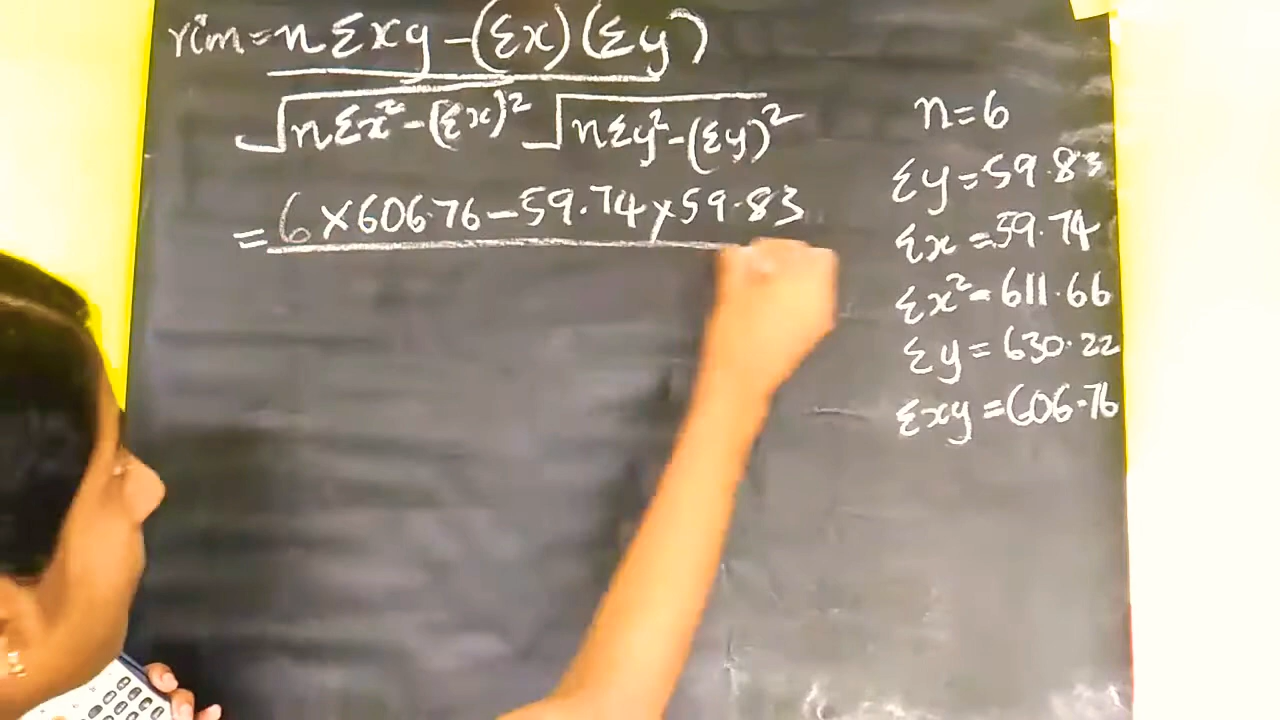 rim = nΣxy - (Σx) (Σy)
√nΣx² - (Σx)² √nΣy² - (Σy)²
= 6 × 606.76 - 59.74 × 59.83
n = 6
Σy = 59.83
Σx = 59.74
Σx² = 611.66
Σy = 630.22
Σxy = 606.76